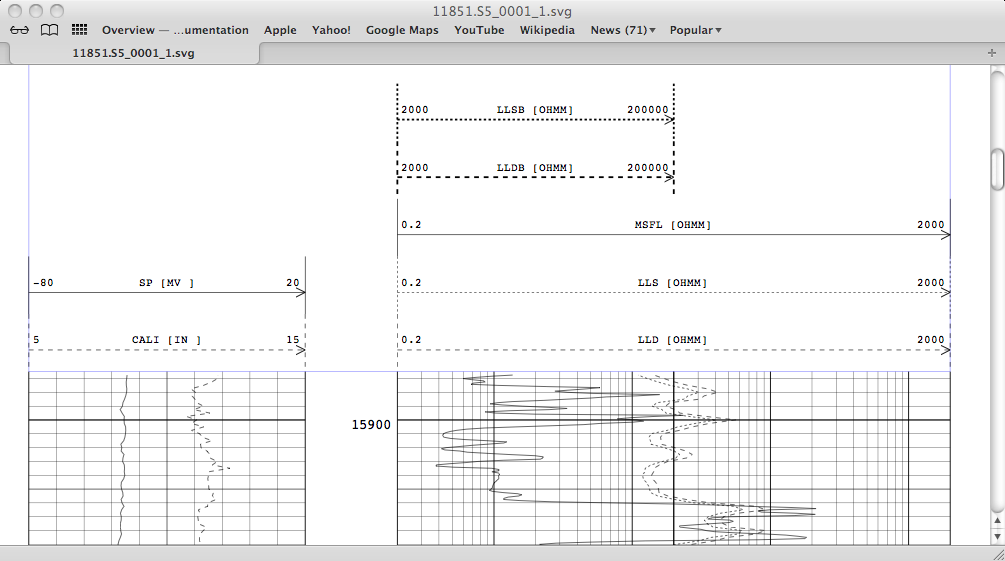 11851.S5_0001_1.svg
Overview — ...umentation Apple Yahoo! Google Maps YouTube Wikipedia News (71)▾ Popular▾
11851.S5_0001_1.svg
2000 LLSB [OHMM] 200000
2000 LLDB [OHMM] 200000
0.2 MSFL [OHMM] 2000
-80 SP [MV ] 20 0.2 LLS [OHMM] 2000
5 CALI [IN ] 15 0.2 LLD [OHMM] 2000
15900